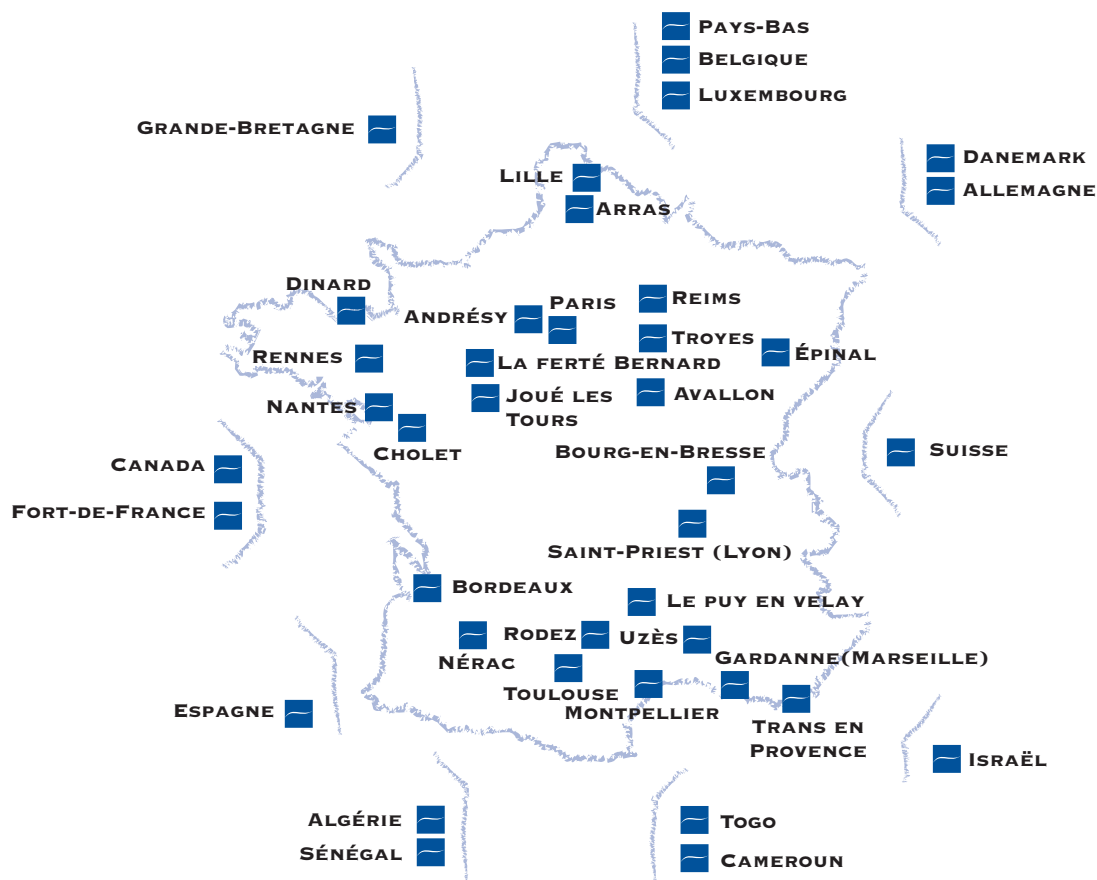 PAYS-BAS
BELGIQUE
LUXEMBOURG
GRANDE-BRETAGNE
DANEMARK
ALLEMAGNE
LILLE
ARRAS
DINARD
ANDRÉSY
PARIS
REIMS
TROYES
ÉPINAL
RENNES
LA FERTÉ BERNARD
NANTES
JOUÉ LES
TOURS
AVALLON
CHOLET
BOURG-EN-BRESSE
SUISSE
CANADA
FORT-DE-FRANCE
SAINT-PRIEST (LYON)
BORDEAUX
LE PUY EN VELAY
RODEZ
UZÈS
NÉRAC
GARDANNE(MARSEILLE)
TOULOUSE
MONTPELLIER
TRANS EN
PROVENCE
ESPAGNE
ISRAËL
ALGÉRIE
SÉNÉGAL
TOGO
CAMEROUN